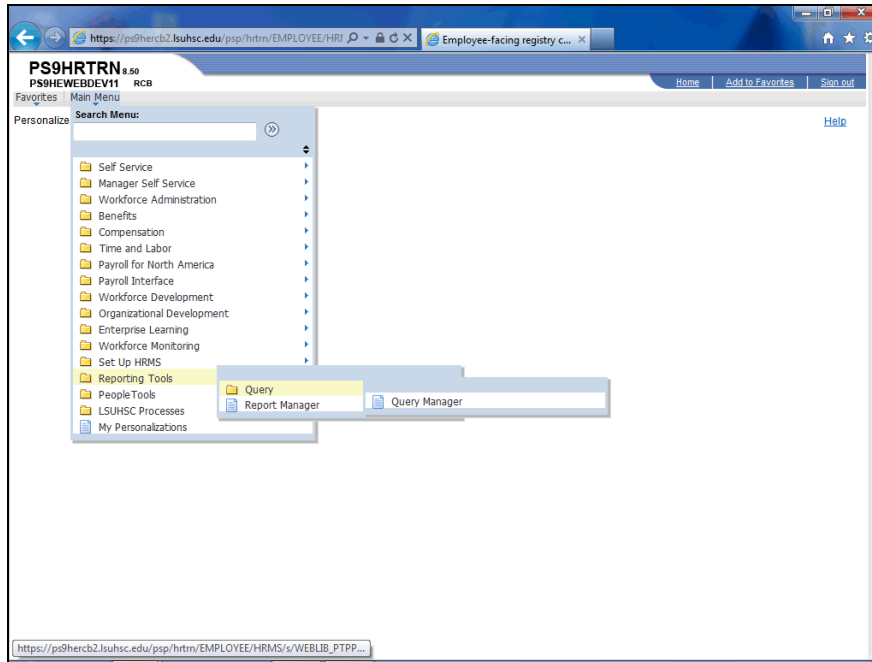 https://ps9hercb2.lsuhsc.edu/psp/hrtrn/EMPLOYEE/HRI
Employee-facing registry c...
PS9HRTRN 8.50
PS9HEWEBDEV11 RCB
Home Add to Favorites Sign out
Favorites Main Menu
Personalize
Search Menu:
Help
Self Service
Manager Self Service
Workforce Administration
Benefits
Compensation
Time and Labor
Payroll for North America
Payroll Interface
Workforce Development
Organizational Development
Enterprise Learning
Workforce Monitoring
Set Up HRMS
Reporting Tools
Query
Query Manager
PeopleTools
Report Manager
LSUHSC Processes
My Personalizations
https://ps9hercb2.lsuhsc.edu/psp/hrtrn/EMPLOYEE/HRMS/s/WEBLIB_PTPP...